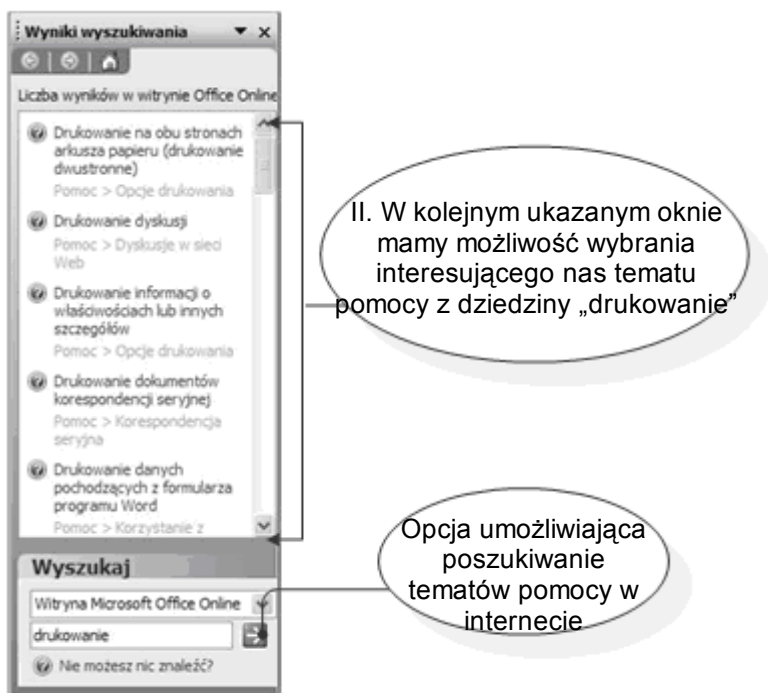 Wyniki wyszukiwania
Liczba wyników w witrynie Office Online
Drukowanie na obu stronach
arkusza papieru (drukowanie
dwustronne)
Pomoc > Opcje drukowania
Drukowanie dyskusji
Pomoc > Dyskusje w sieci
Web
Drukowanie informacji o
właściwościach lub innych
szczegółów
Pomoc > Opcje drukowania
Drukowanie dokumentów
korespondencji seryjnej
Pomoc > Korespondencja
seryjna
Drukowanie danych
pochodzących z formularza
programu Word
Pomoc > Korzystanie z
Wyszukaj
Witryna Microsoft Office Online
drukowanie
Nie możesz nic znaleźć?
II. W kolejnym ukazanym oknie
mamy możliwość wybrania
interesującego nas tematu
pomocy z dziedziny „drukowanie”
Opcja umożliwiająca
poszukiwanie
tematów pomocy w
internecie